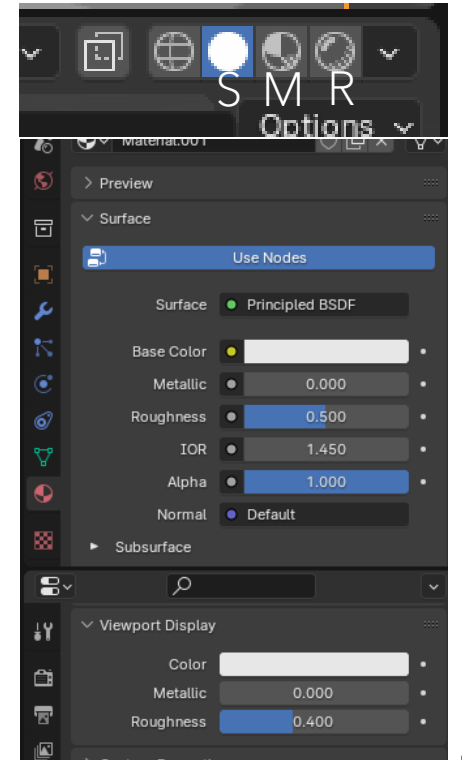 S M R
Options
Material.001
Preview
Surface
Use Nodes
Surface Principled BSDF
Base Color
Metallic 0.000
Roughness 0.500
IOR 1.450
Alpha 1.000
Normal Default
Subsurface
Viewport Display
Color
Metallic 0.000
Roughness 0.400